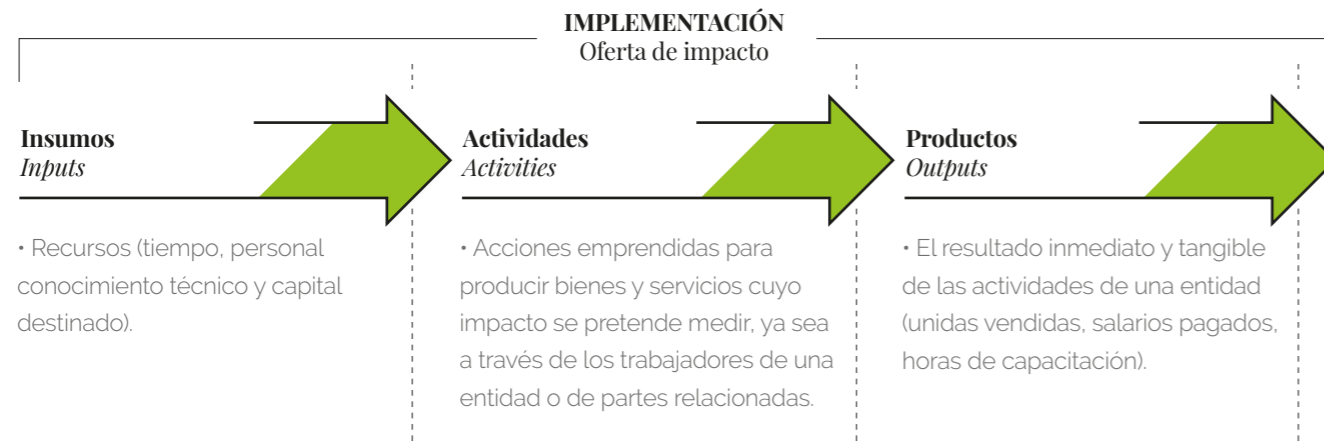 IMPLEMENTACIÓN
Oferta de impacto
Insumos
Inputs
• Recursos (tiempo, personal
conocimiento técnico y capital
destinado).
Actividades
Activities
• Acciones emprendidas para
producir bienes y servicios cuyo
impacto se pretende medir, ya sea
a través de los trabajadores de una
entidad o de partes relacionadas.
Productos
Outputs
• El resultado inmediato y tangible
de las actividades de una entidad
(unidas vendidas, salarios pagados,
horas de capacitación).